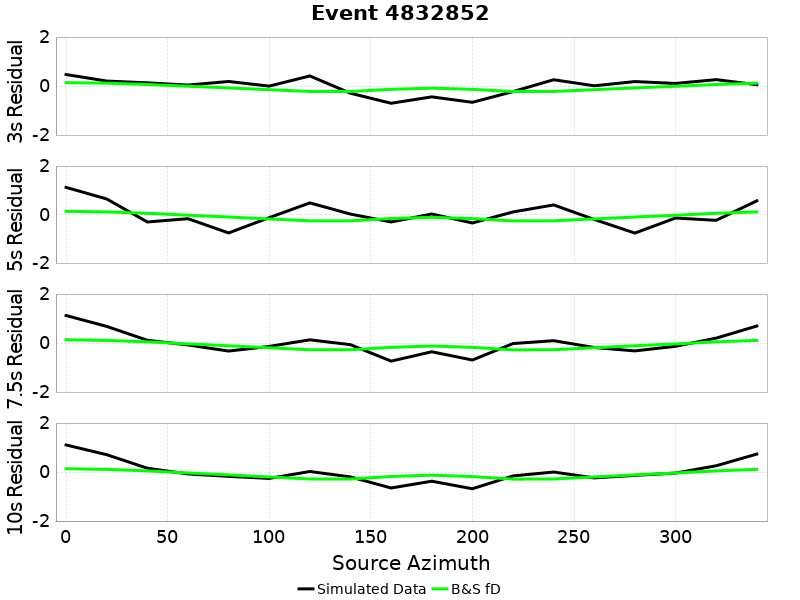 Event 4832852
3s Residual
2
0
-2
5s Residual
2
0
-2
7.5s Residual
2
0
-2
10s Residual
2
0
-2
0 50 100 150 200 250 300
Source Azimuth
Simulated Data B&S fD